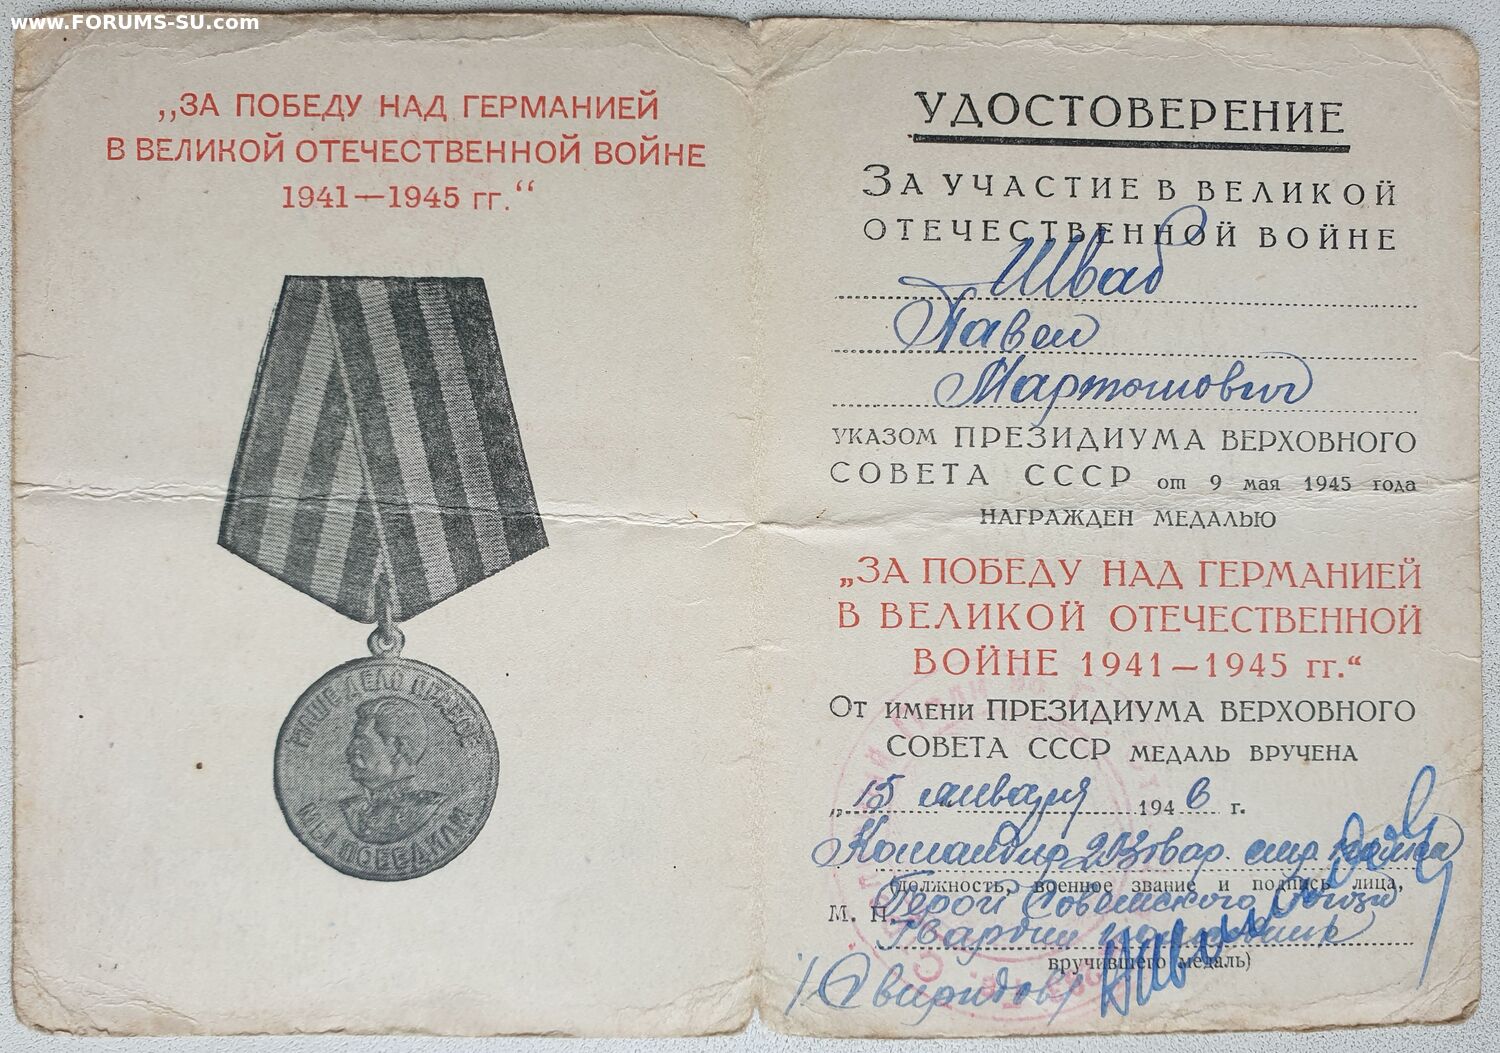 www.FORUMS-SU.com
„ЗА ПОБЕДУ НАД ГЕРМАНИЕЙ
В ВЕЛИКОЙ ОТЕЧЕСТВЕННОЙ ВОЙНЕ
1941—1945 гг.“
НАШЕ ДЕЛО ПРАВОЕ
МЫ ПОБЕДИЛИ
УДОСТОВЕРЕНИЕ
ЗА УЧАСТИЕ В ВЕЛИКОЙ
ОТЕЧЕСТВЕННОЙ ВОЙНЕ
Шваб
Павел
Мартынович
УКАЗОМ ПРЕЗИДИУМА ВЕРХОВНОГО
СОВЕТА СССР от 9 мая 1945 года
НАГРАЖДЕН МЕДАЛЬЮ
„ЗА ПОБЕДУ НАД ГЕРМАНИЕЙ
В ВЕЛИКОЙ ОТЕЧЕСТВЕННОЙ
ВОЙНЕ 1941—1945 гг.“
От имени ПРЕЗИДИУМА ВЕРХОВНОГО
СОВЕТА СССР МЕДАЛЬ ВРУЧЕНА
„15 января 1946 г.
Командир стр.
(должность, военное звание и подпись лица,
М. П.
Герой Советского Союза
Гвардии полковник
вручившего медаль)
/Свиридов/